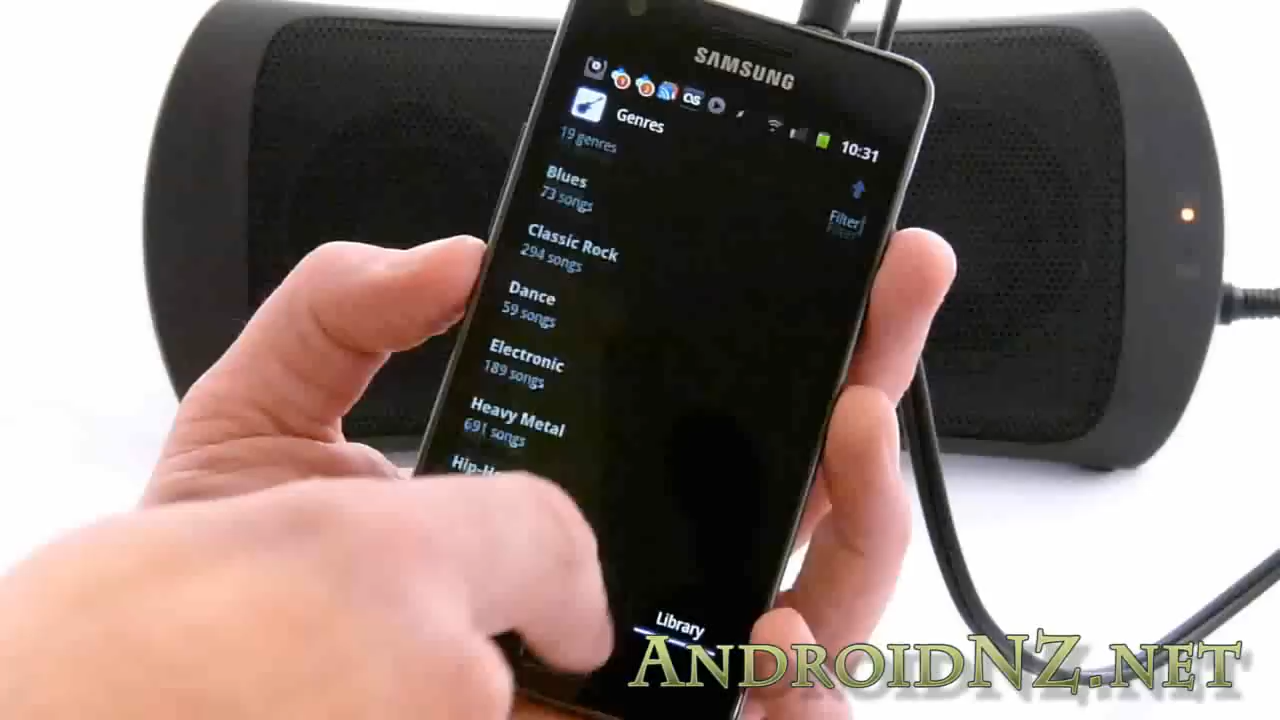 SAMSUNG
10:31
Genres
19 genres
Filter
Blues
73 songs
Classic Rock
294 songs
Dance
59 songs
Electronic
189 songs
Heavy Metal
691 songs
Library
ANDROIDNZ.NET